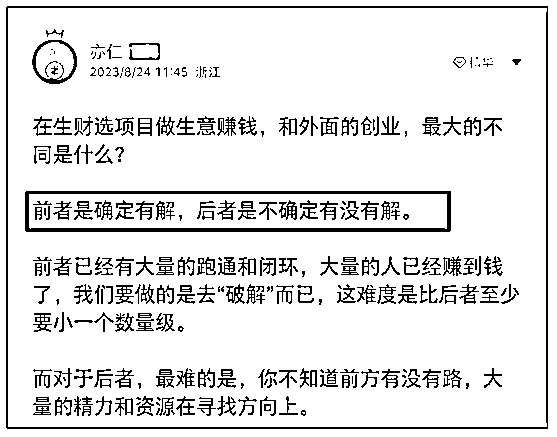 亦仁
2023/8/24 11:45 浙江
精华
在生财选项目做生意赚钱，和外面的创业，最大的不
同是什么？
前者是确定有解，后者是不确定有没有解。
前者已经有大量的跑通和闭环，大量的人已经赚到钱
了，我们要做的是去“破解”而已，这难度是比后者至少
要小一个数量级。
而对于后者，最难的是，你不知道前方有没有路，大
量的精力和资源在寻找方向上。